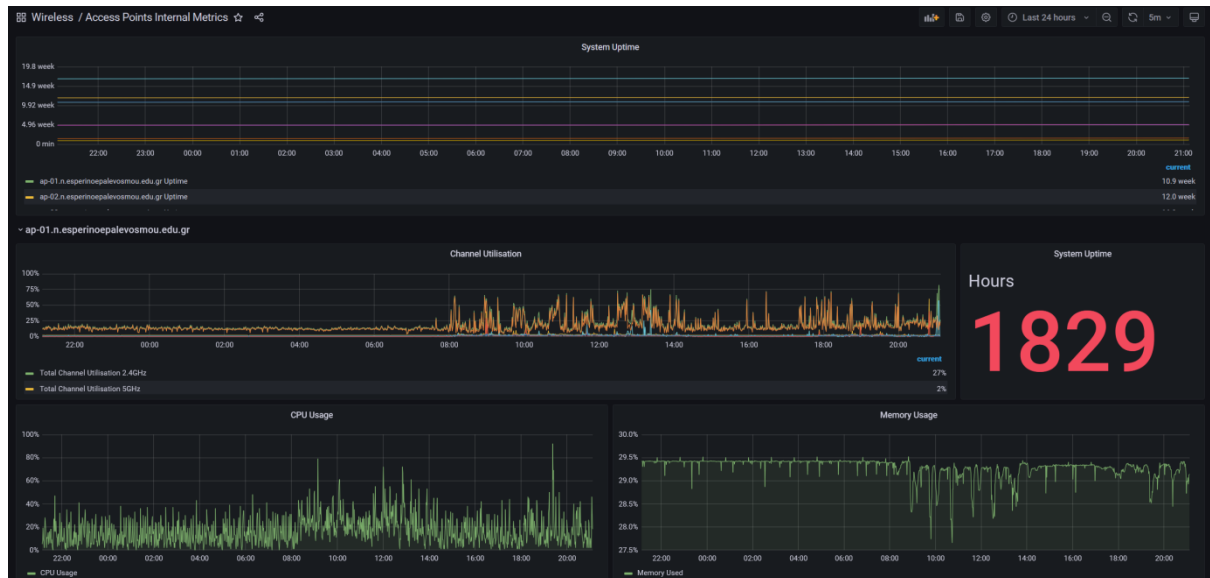 Wireless / Access Points Internal Metrics
Last 24 hours
5m
System Uptime
19.8 week
14.9 week
9.92 week
4.96 week
0 min
22:00 23:00 00:00 01:00 02:00 03:00 04:00 05:00 06:00 07:00 08:00 09:00 10:00 11:00 12:00 13:00 14:00 15:00 16:00 17:00 18:00 19:00 20:00 21:00
current
ap-01.n.esperinoepalevosmou.edu.gr Uptime 10.9 week
ap-02.n.esperinoepalevosmou.edu.gr Uptime 12.0 week
ap-01.n.esperinoepalevosmou.edu.gr
Channel Utilisation
100%
75%
50%
25%
0%
22:00 00:00 02:00 04:00 06:00 08:00 10:00 12:00 14:00 16:00 18:00 20:00
current
Total Channel Utilisation 2.4GHz 27%
Total Channel Utilisation 5GHz 2%
System Uptime
Hours
1829
CPU Usage
100%
80%
60%
40%
20%
0%
22:00 00:00 02:00 04:00 06:00 08:00 10:00 12:00 14:00 16:00 18:00 20:00
CPU Usage
Memory Usage
30.0%
29.5%
29.0%
28.5%
28.0%
27.5%
22:00 00:00 02:00 04:00 06:00 08:00 10:00 12:00 14:00 16:00 18:00 20:00
Memory Used